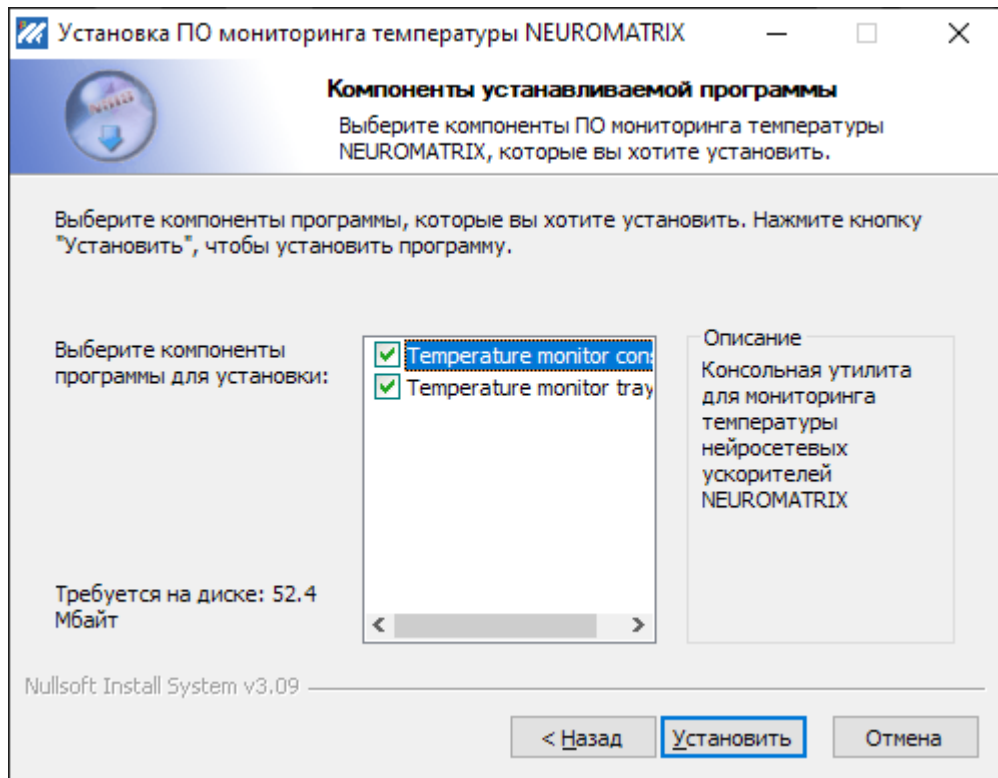 Установка ПО мониторинга температуры NEUROMATRIX
Компоненты устанавливаемой программы
Выберите компоненты ПО мониторинга температуры
NEUROMATRIX, которые вы хотите установить.
Выберите компоненты программы, которые вы хотите установить. Нажмите кнопку
"Установить", чтобы установить программу.
Выберите компоненты
программы для установки:
Temperature monitor cons
Temperature monitor tray
Описание
Консольная утилита
для мониторинга
температуры
нейросетевых
ускорителей
NEUROMATRIX
Требуется на диске: 52.4
Мбайт
Nullsoft Install System v3.09
< Назад
Установить
Отмена